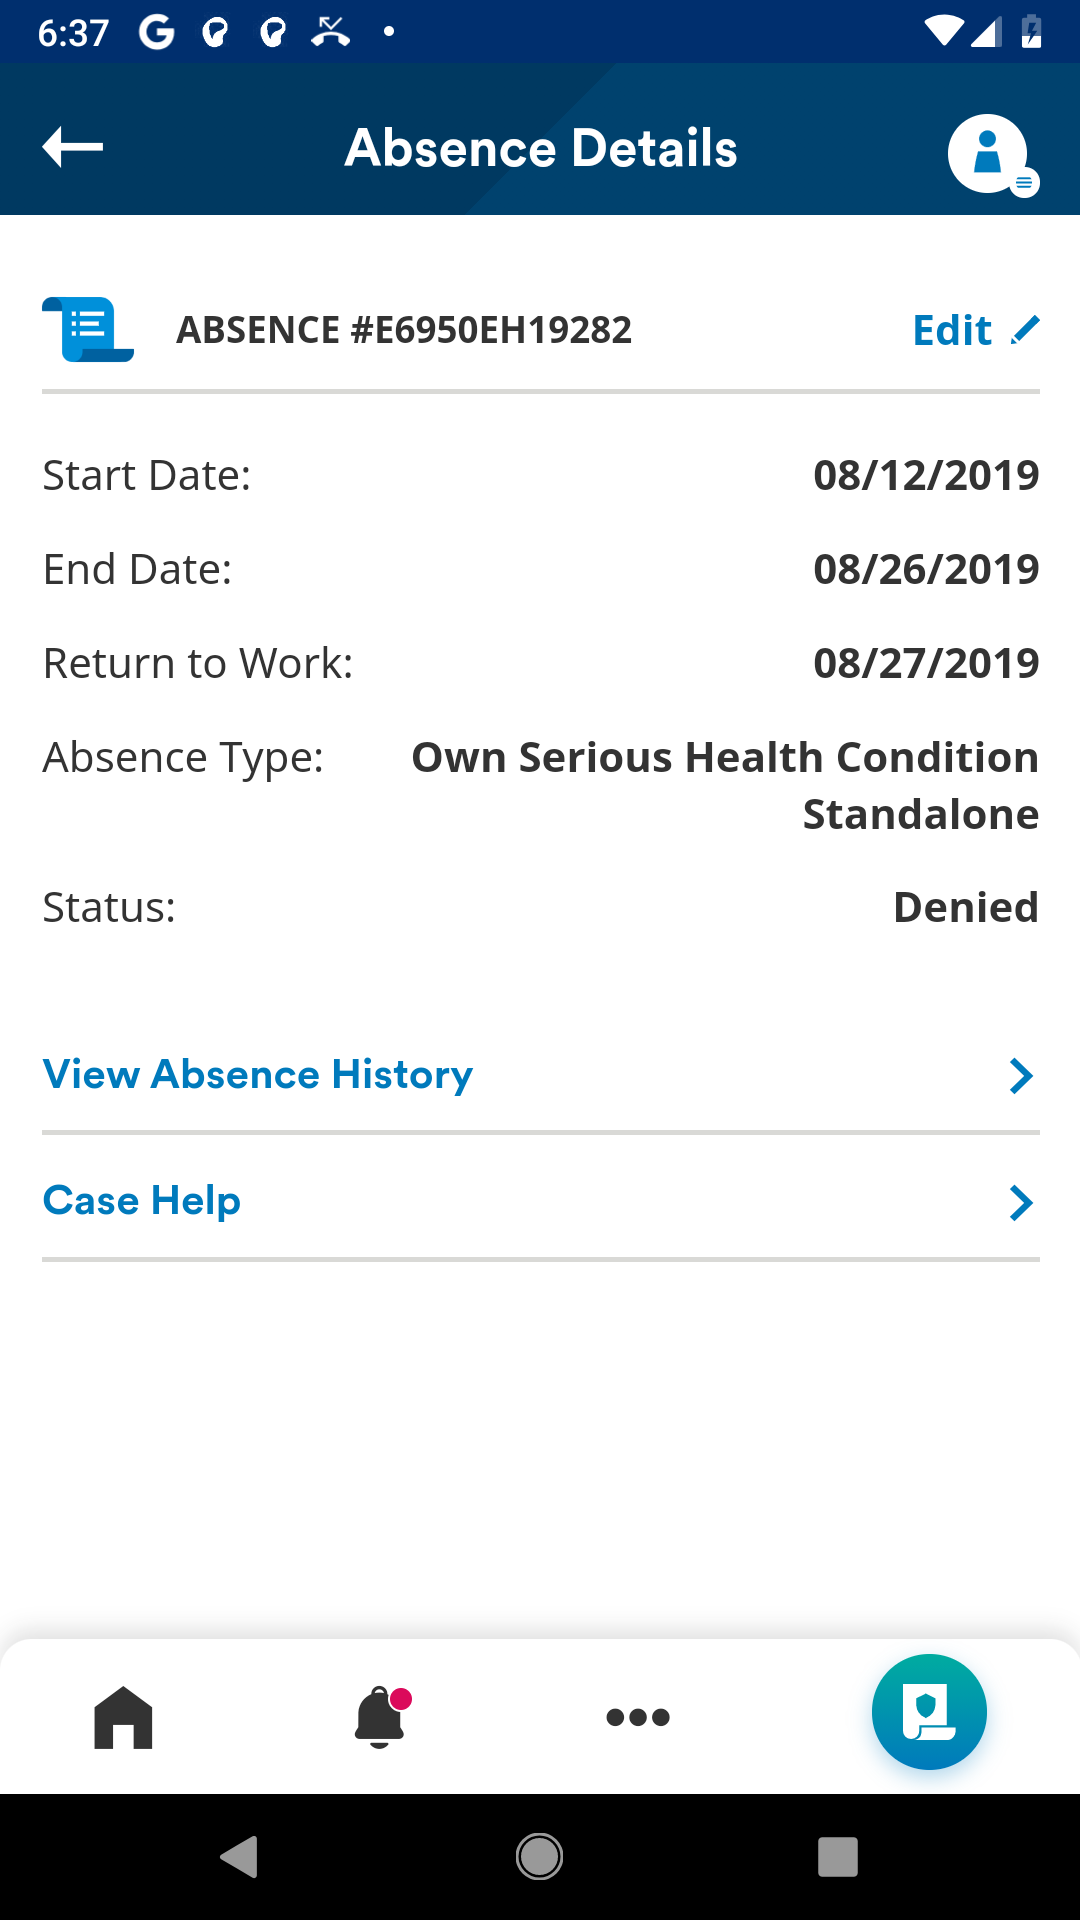 6:37
Absence Details
ABSENCE #E6950EH19282
Edit
Start Date:
08/12/2019
End Date:
08/26/2019
Return to Work:
08/27/2019
Absence Type:
Own Serious Health Condition
Standalone
Status:
Denied
View Absence History
Case Help